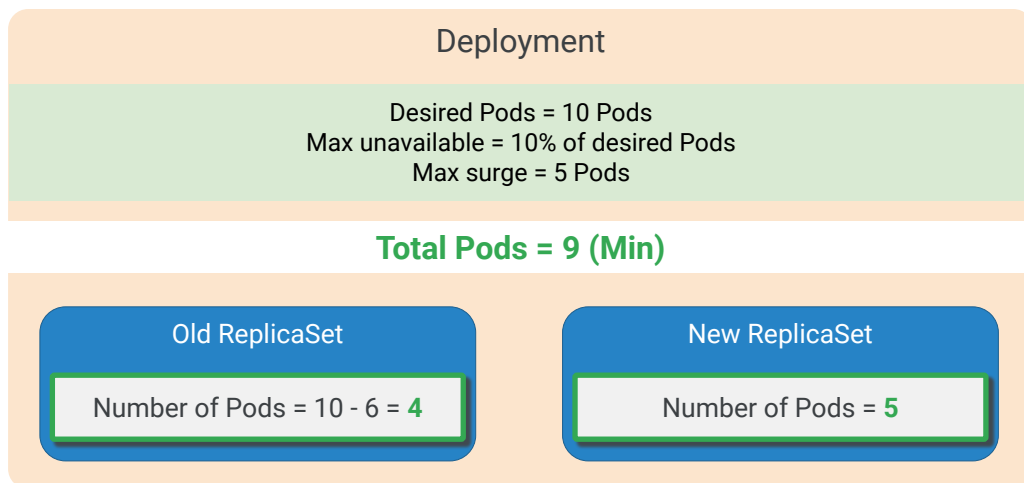 Deployment
Desired Pods = 10 Pods
Max unavailable = 10% of desired Pods
Max surge = 5 Pods
Total Pods = 9 (Min)
Old ReplicaSet
Number of Pods = 10 - 6 = 4
New ReplicaSet
Number of Pods = 5